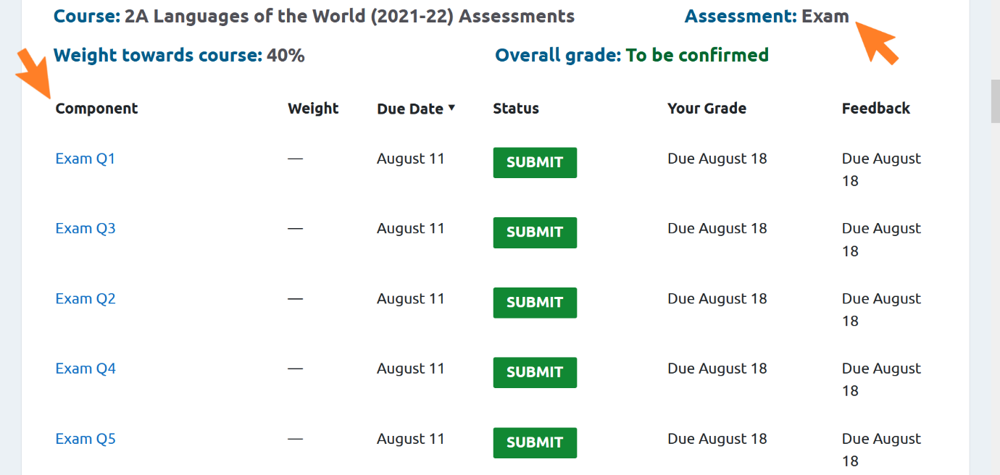 Course: 2A Languages of the World (2021-22) Assessments Assessment: Exam
Weight towards course: 40% Overall grade: To be confirmed
Component Weight Due Date ▼ Status Your Grade Feedback
Exam Q1 — August 11 SUBMIT Due August 18 Due August
18
Exam Q3 — August 11 SUBMIT Due August 18 Due August
18
Exam Q2 — August 11 SUBMIT Due August 18 Due August
18
Exam Q4 — August 11 SUBMIT Due August 18 Due August
18
Exam Q5 — August 11 SUBMIT Due August 18 Due August
18